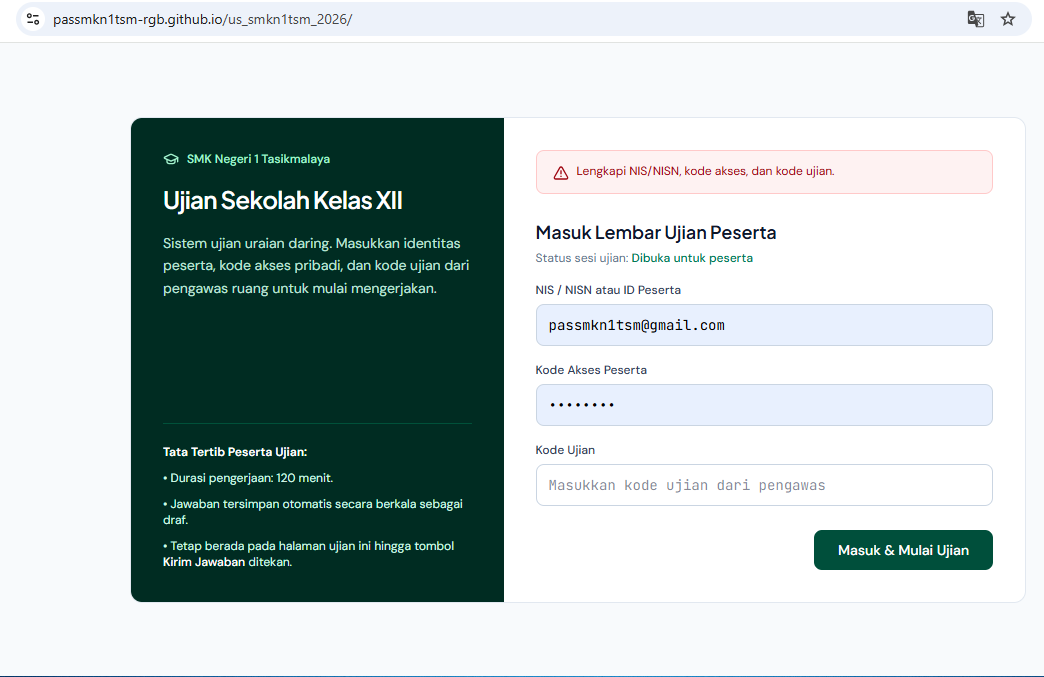 passmkn1tsm-rgb.github.io/us_smkn1tsm_2026/
SMK Negeri 1 Tasikmalaya
Ujian Sekolah Kelas XII
Sistem ujian uraian daring. Masukkan identitas
peserta, kode akses pribadi, dan kode ujian dari
pengawas ruang untuk mulai mengerjakan.
Tata Tertib Peserta Ujian:
• Durasi pengerjaan: 120 menit.
• Jawaban tersimpan otomatis secara berkala sebagai
draf.
• Tetap berada pada halaman ujian ini hingga tombol
Kirim Jawaban ditekan.
Lengkapi NIS/NISN, kode akses, dan kode ujian.
Masuk Lembar Ujian Peserta
Status sesi ujian: Dibuka untuk peserta
NIS / NISN atau ID Peserta
passmkn1tsm@gmail.com
Kode Akses Peserta
••••••••
Kode Ujian
Masukkan kode ujian dari pengawas
Masuk & Mulai Ujian